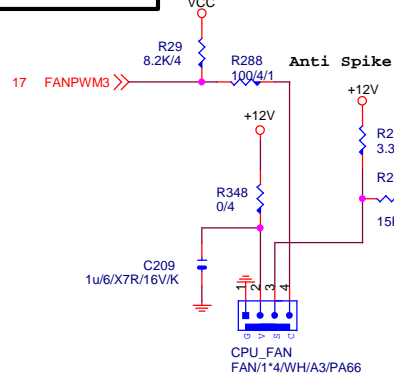 VCC
R29
8.2K/4
R288
100/4/1
Anti Spike
17 FANPWM3
+12V
+12V
R348
0/4
C209
1u/6/X7R/16V/K
1 2 3 4
G V S C
CPU_FAN
FAN/1*4/WH/A3/PA66